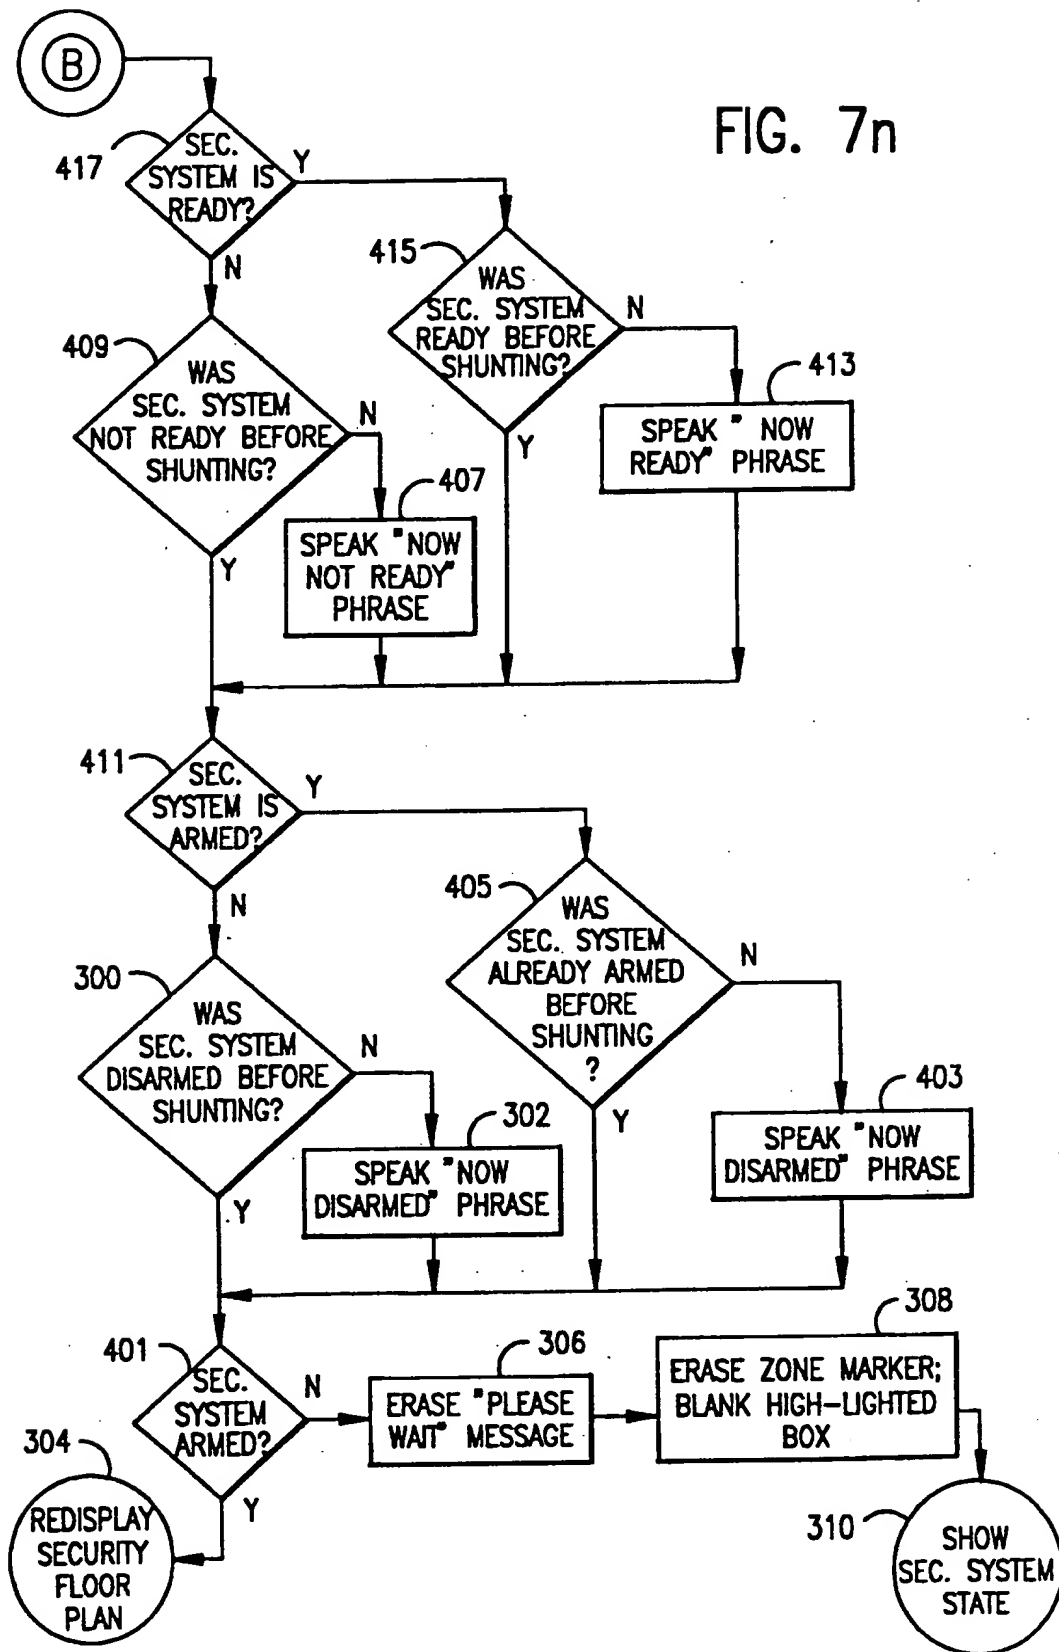 B
FIG. 7n
417
SEC.
SYSTEM IS
READY?
Y
N
415
WAS
SEC. SYSTEM
READY BEFORE
SHUNTING?
N
Y
409
WAS
SEC. SYSTEM
NOT READY BEFORE
SHUNTING?
N
Y
413
SPEAK " NOW
READY" PHRASE
407
SPEAK "NOW
NOT READY"
PHRASE
411
SEC.
SYSTEM IS
ARMED?
Y
N
405
WAS
SEC. SYSTEM
ALREADY ARMED
BEFORE
SHUNTING
?
N
Y
300
WAS
SEC. SYSTEM
DISARMED BEFORE
SHUNTING?
N
Y
302
SPEAK "NOW
DISARMED" PHRASE
403
SPEAK "NOW
DISARMED" PHRASE
401
SEC.
SYSTEM
ARMED?
N
Y
306
ERASE "PLEASE
WAIT" MESSAGE
308
ERASE ZONE MARKER;
BLANK HIGH-LIGHTED
BOX
304
REDISPLAY
SECURITY
FLOOR
PLAN
310
SHOW
SEC. SYSTEM
STATE